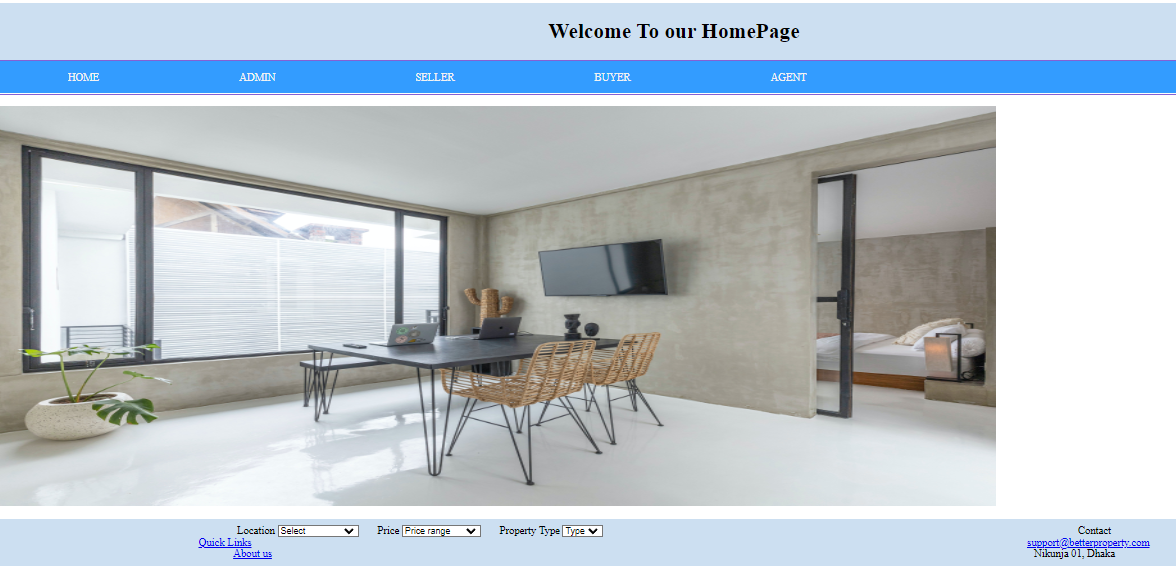 Welcome To our HomePage
HOME ADMIN SELLER BUYER AGENT
Location Select Price Price range Property Type Type
Quick Links
About us
Contact
support@betterproperty.com
Nikunja 01, Dhaka